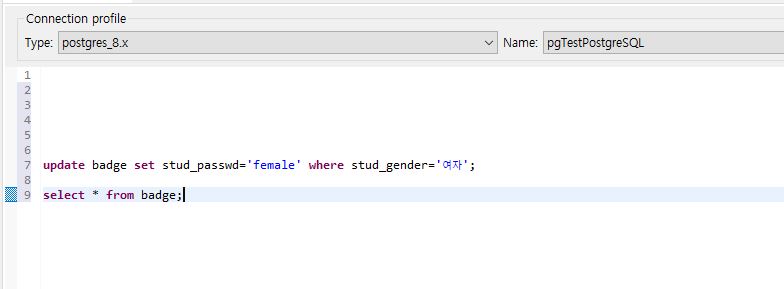 Connection profile
Type: postgres_8.x Name: pgTestPostgreSQL
1
2
3
4
5
6
7 update badge set stud_passwd='female' where stud_gender='여자';
8
9 select * from badge;